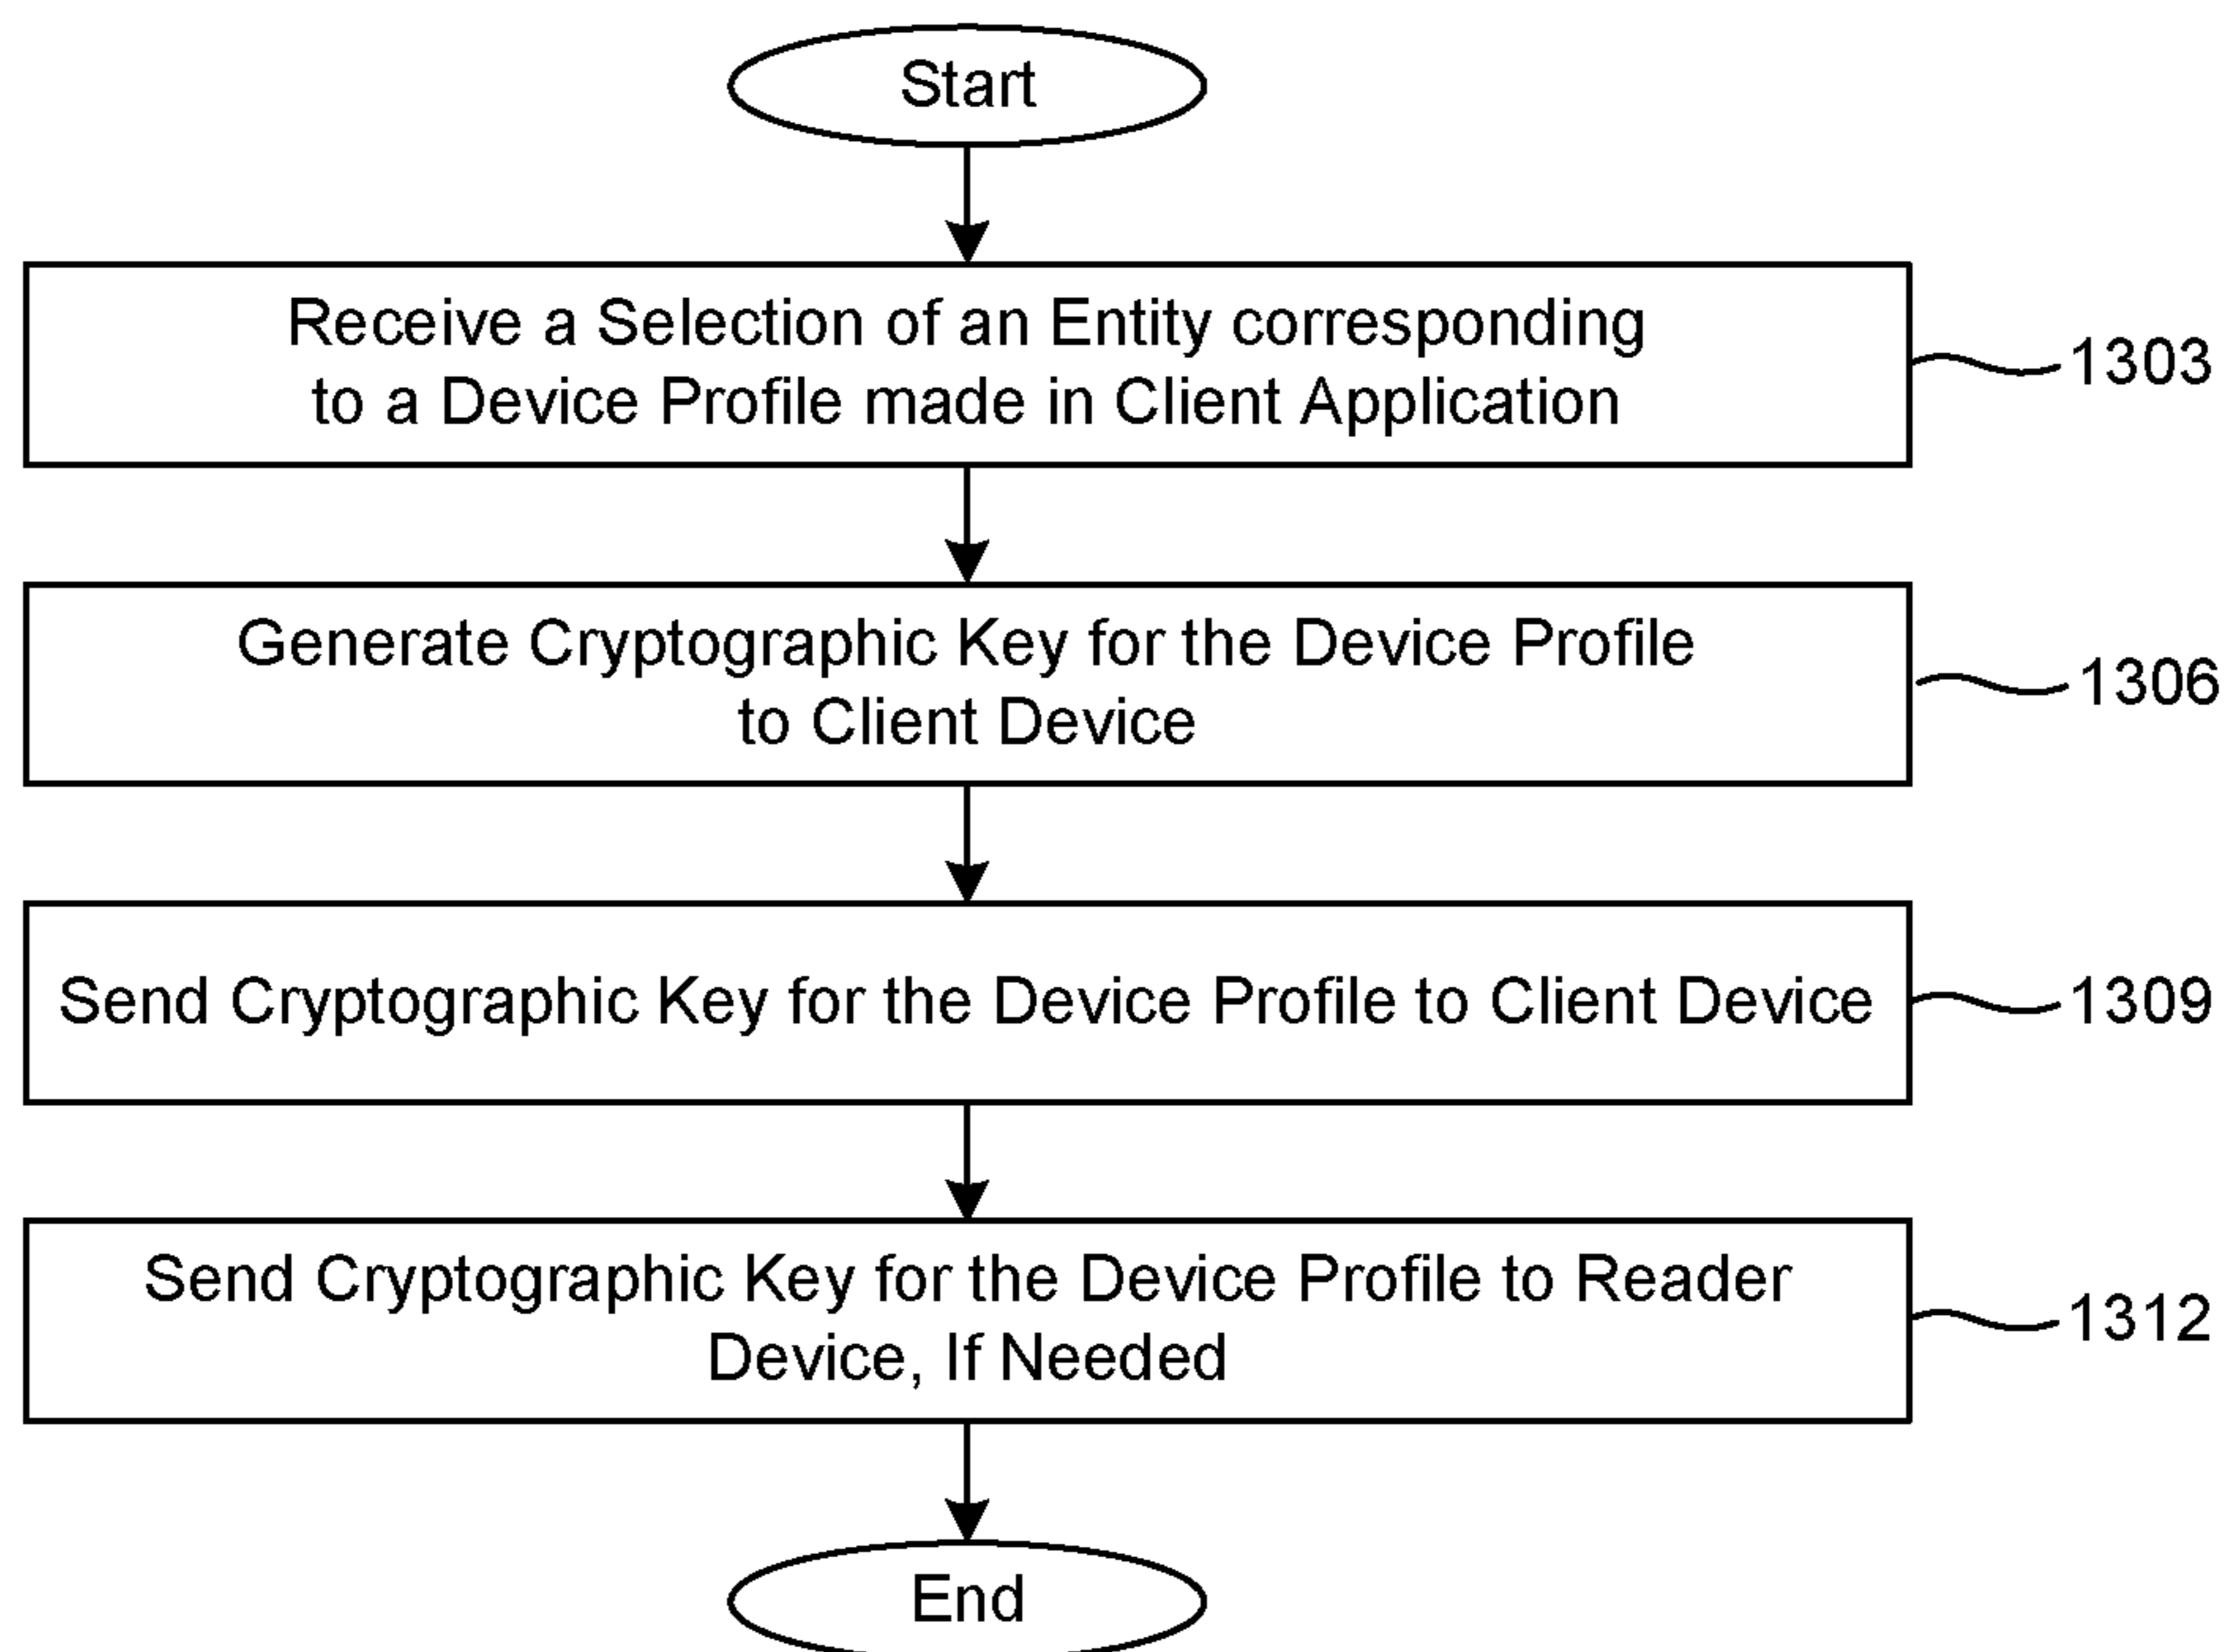 Start
Receive a Selection of an Entity corresponding
to a Device Profile made in Client Application
1303
Generate Cryptographic Key for the Device Profile
to Client Device
1306
Send Cryptographic Key for the Device Profile to Client Device
1309
Send Cryptographic Key for the Device Profile to Reader
Device, If Needed
1312
End